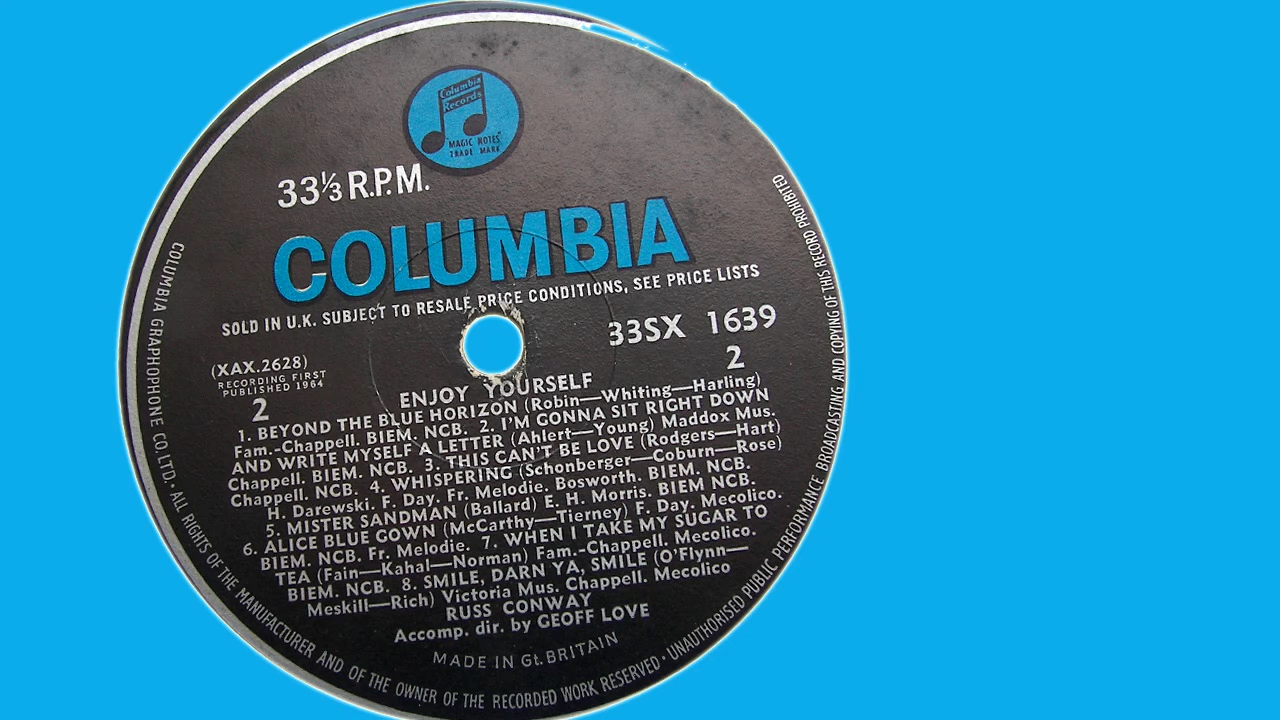 Columbia
Records
"MAGIC NOTES"
TRADE MARK
33⅓ R.P.M.
COLUMBIA
SOLD IN U.K. SUBJECT TO RESALE PRICE CONDITIONS, SEE PRICE LISTS
33SX 1639
(XAX.2628)
2
RECORDING FIRST
PUBLISHED 1964
2
ENJOY YOURSELF
1. BEYOND THE BLUE HORIZON (Robin—Whiting—Harling)
Fam.-Chappell. BIEM. NCB. 2. I'M GONNA SIT RIGHT DOWN
AND WRITE MYSELF A LETTER (Ahlert—Young) Maddox Mus.
Chappell. BIEM. NCB. 3. THIS CAN'T BE LOVE (Rodgers—Hart)
Chappell. NCB. 4. WHISPERING (Schonberger—Coburn—Rose)
H. Darewski. F. Day. Fr. Melodie. Bosworth. BIEM. NCB.
5. MISTER SANDMAN (Ballard) E. H. Morris. BIEM NCB.
6. ALICE BLUE GOWN (McCarthy—Tierney) F. Day. Mecolico.
BIEM. NCB. Fr. Melodie. 7. WHEN I TAKE MY SUGAR TO
TEA (Fain—Kahal—Norman) Fam.-Chappell. Mecolico.
BIEM. NCB. 8. SMILE, DARN YA, SMILE (O'Flynn—
Meskill—Rich) Victoria Mus. Chappell. Mecolico
RUSS CONWAY
Accomp. dir. by GEOFF LOVE
MADE IN Gt. BRITAIN
COLUMBIA GRAPHOPHONE CO. LTD. · ALL RIGHTS OF THE MANUFACTURER AND OF THE OWNER OF THE RECORDED WORK RESERVED · UNAUTHORISED PUBLIC PERFORMANCE BROADCASTING AND COPYING OF THIS RECORD PROHIBITED